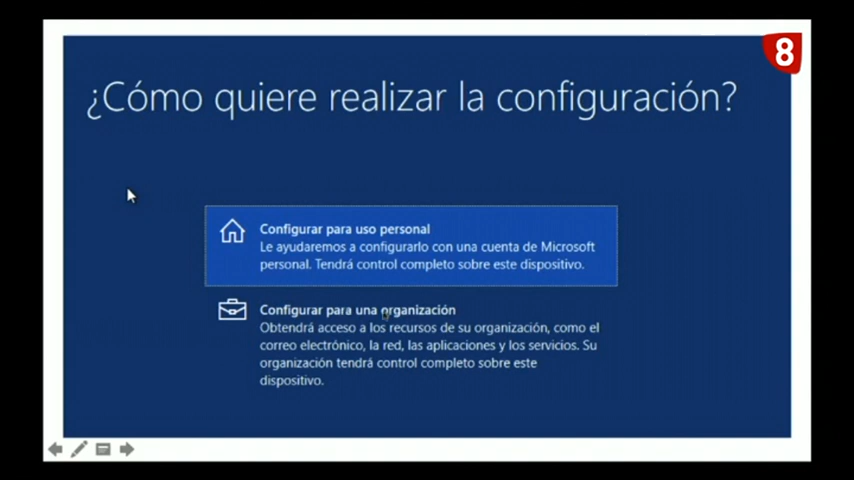 8
¿Cómo quiere realizar la configuración?
Configurar para uso personal
Le ayudaremos a configurarlo con una cuenta de Microsoft
personal. Tendrá control completo sobre este dispositivo.
Configurar para una organización
Obtendrá acceso a los recursos de su organización, como el
correo electrónico, la red, las aplicaciones y los servicios. Su
organización tendrá control completo sobre este
dispositivo.